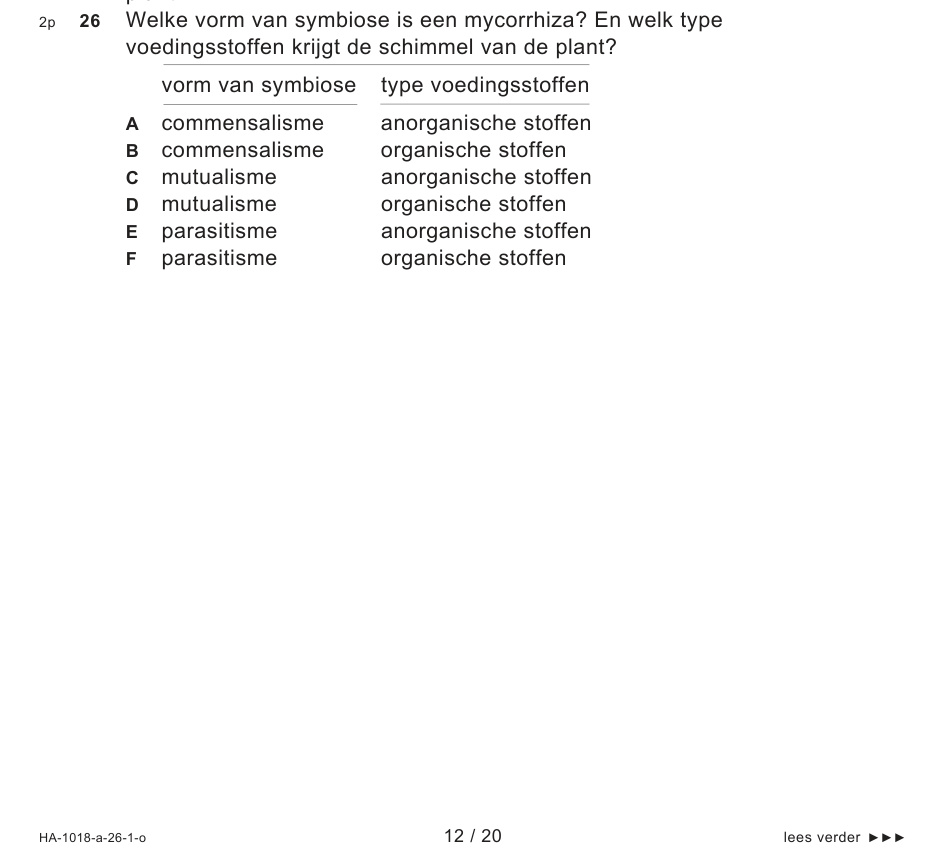 2p 26 Welke vorm van symbiose is een mycorrhiza? En welk type
voedingsstoffen krijgt de schimmel van de plant?
vorm van symbiose type voedingsstoffen
A commensalisme anorganische stoffen
B commensalisme organische stoffen
C mutualisme anorganische stoffen
D mutualisme organische stoffen
E parasitisme anorganische stoffen
F parasitisme organische stoffen
HA-1018-a-26-1-o 12 / 20 lees verder ►►►